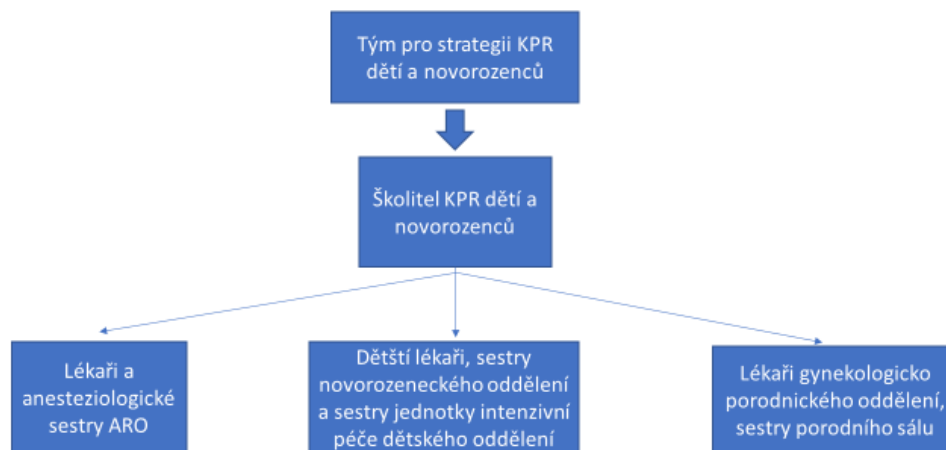 Tým pro strategii KPR
dětí a novorozenců
Školitel KPR dětí a
novorozenců
Lékaři a
anesteziologické
sestry ARO
Dětští lékaři, sestry
novorozeneckého oddělení
a sestry jednotky intenzivní
péče dětského oddělení
Lékaři gynekologicko
porodnického oddělení,
sestry porodního sálu